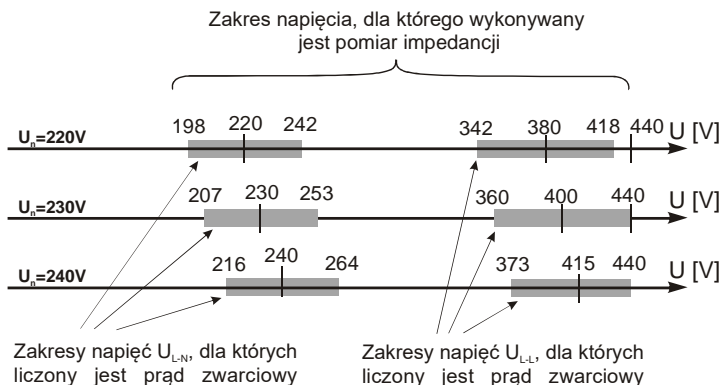 Zakres napięcia, dla którego wykonywany
jest pomiar impedancji
Un=220V 198 220 242 342 380 418 440 U [V]
Un=230V 207 230 253 360 400 440 U [V]
Un=240V 216 240 264 373 415 440 U [V]
Zakresy napięć UL-N, dla których
liczony jest prąd zwarciowy
Zakresy napięć UL-L, dla których
liczony jest prąd zwarciowy